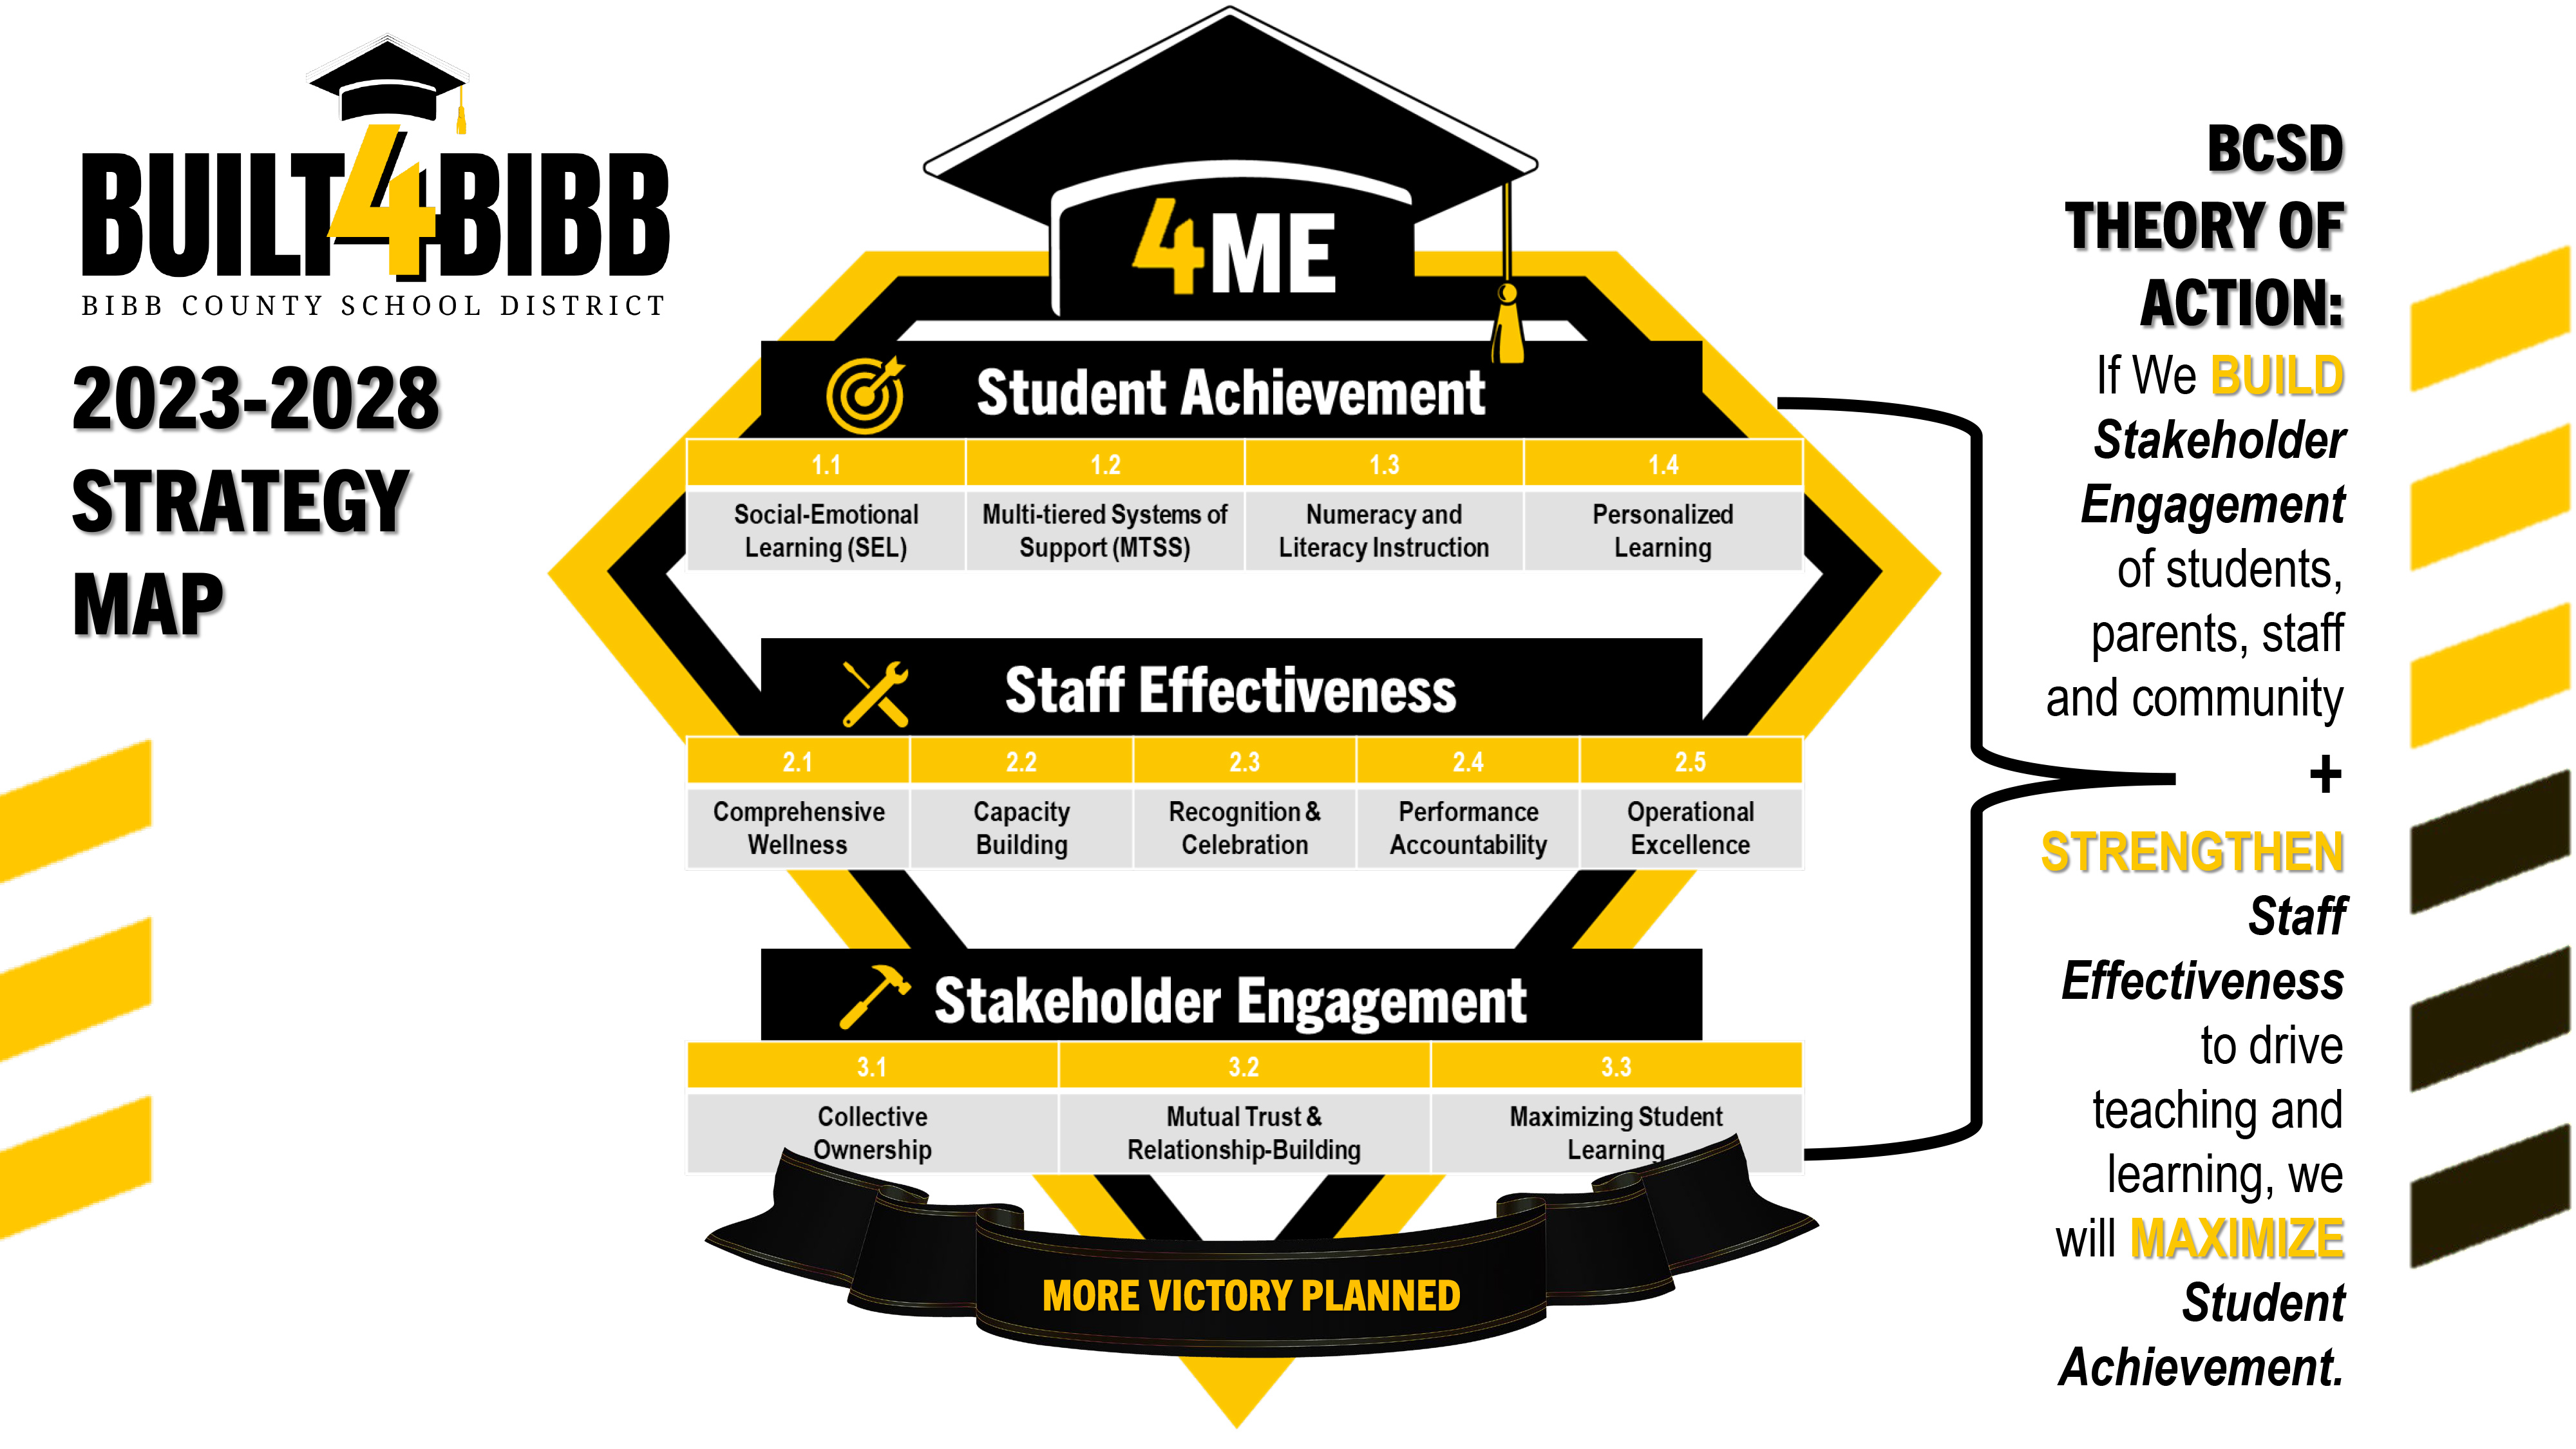 BUILT4BIBB
BIBB COUNTY SCHOOL DISTRICT
2023-2028
STRATEGY
MAP
4ME
Student Achievement
1.1 1.2 1.3 1.4
Social-Emotional Learning (SEL)
Multi-tiered Systems of Support (MTSS)
Numeracy and Literacy Instruction
Personalized Learning
Staff Effectiveness
2.1 2.2 2.3 2.4 2.5
Comprehensive Wellness
Capacity Building
Recognition & Celebration
Performance Accountability
Operational Excellence
Stakeholder Engagement
3.1 3.2 3.3
Collective Ownership
Mutual Trust & Relationship-Building
Maximizing Student Learning
MORE VICTORY PLANNED
BCSD
THEORY OF
ACTION:
If We BUILD
Stakeholder
Engagement
of students,
parents, staff
and community
+
STRENGTHEN
Staff
Effectiveness
to drive
teaching and
learning, we
will MAXIMIZE
Student
Achievement.